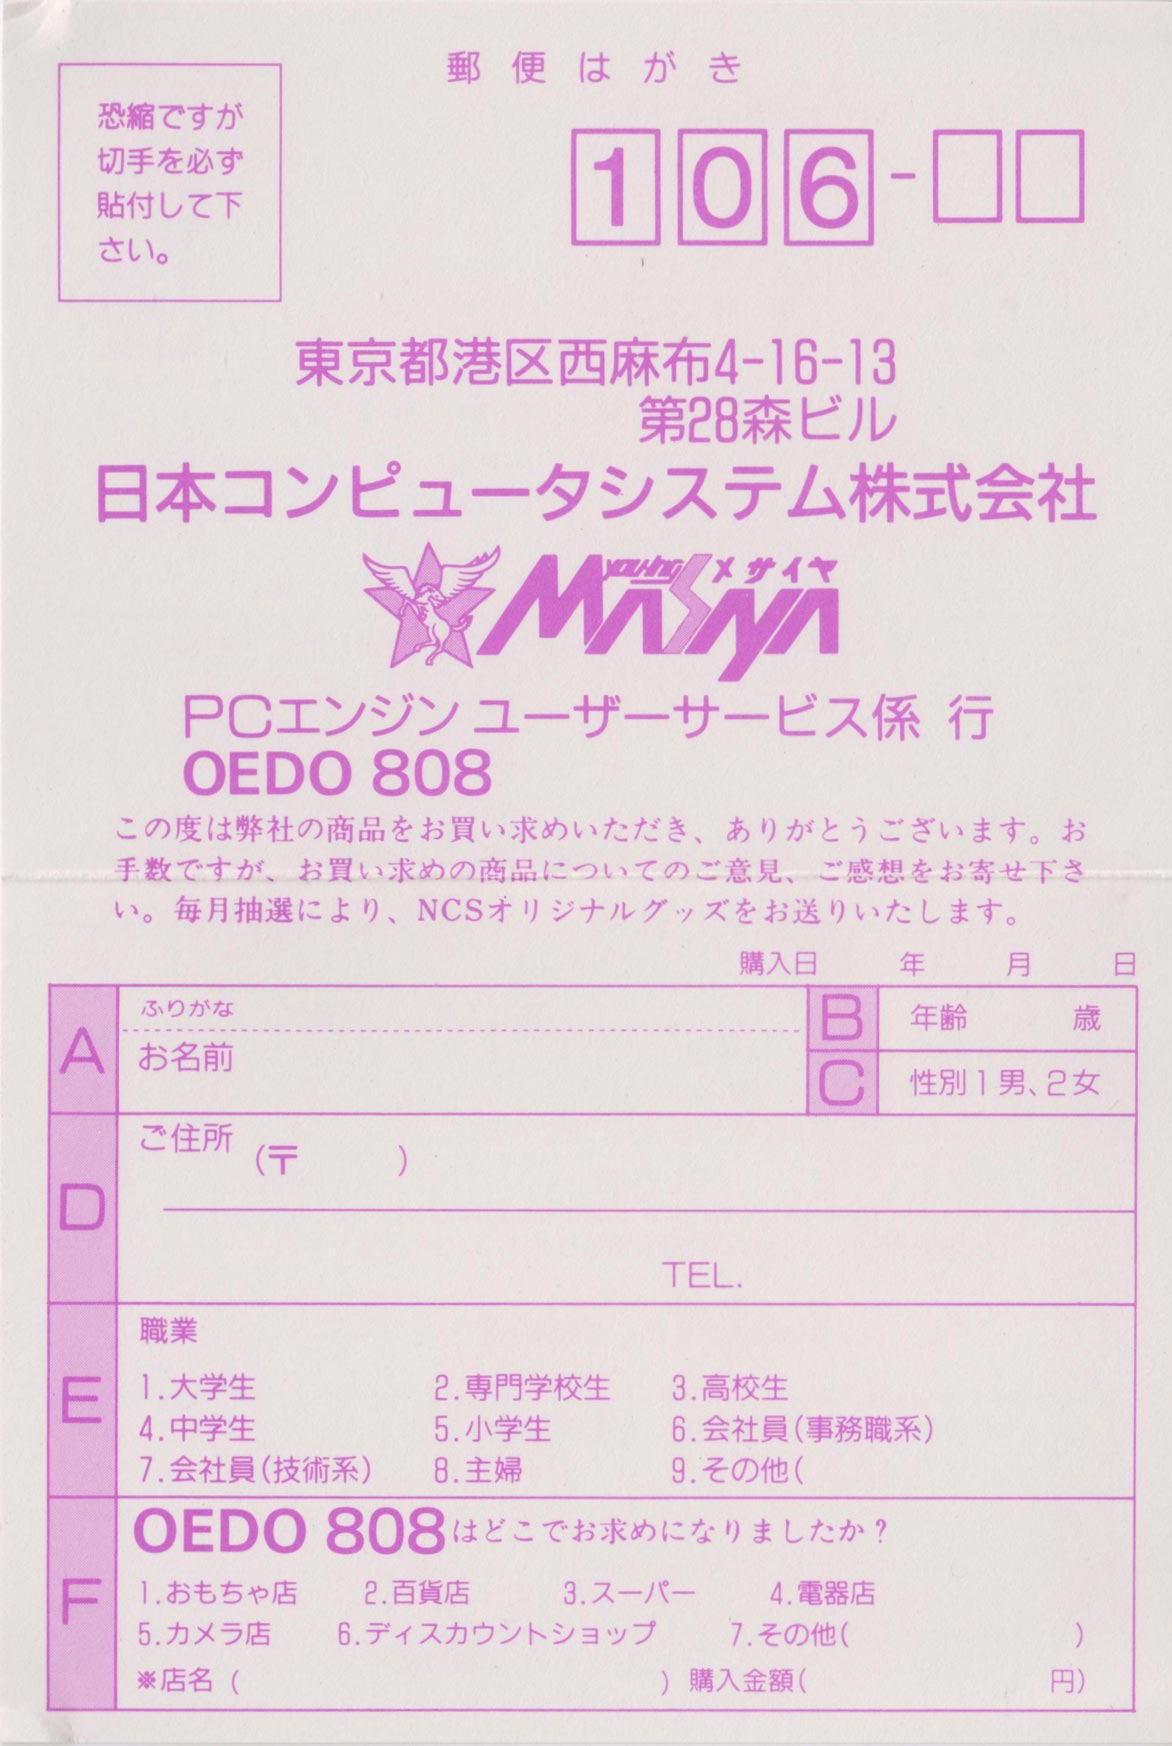 郵便はがき
恐縮ですが
切手を必ず
貼付して下
さい。
106-
東京都港区西麻布4-16-13
第28森ビル
日本コンピュータシステム株式会社
you-ing メサイヤ
MASAYA
PCエンジン ユーザーサービス係 行
OEDO 808
この度は弊社の商品をお買い求めいただき、ありがとうございます。お
手数ですが、お買い求めの商品についてのご意見、ご感想をお寄せ下さ
い。毎月抽選により、NCSオリジナルグッズをお送りいたします。
購入日 年 月 日
A ふりがな
お名前
B 年齢 歳
C 性別 1 男、2 女
D ご住所 (〒 )
TEL.
E 職業
1.大学生 2.専門学校生 3.高校生
4.中学生 5.小学生 6.会社員(事務職系)
7.会社員(技術系) 8.主婦 9.その他(
F OEDO 808はどこでお求めになりましたか?
1.おもちゃ店 2.百貨店 3.スーパー 4.電器店
5.カメラ店 6.ディスカウントショップ 7.その他( )
※店名 ( ) 購入金額( 円)